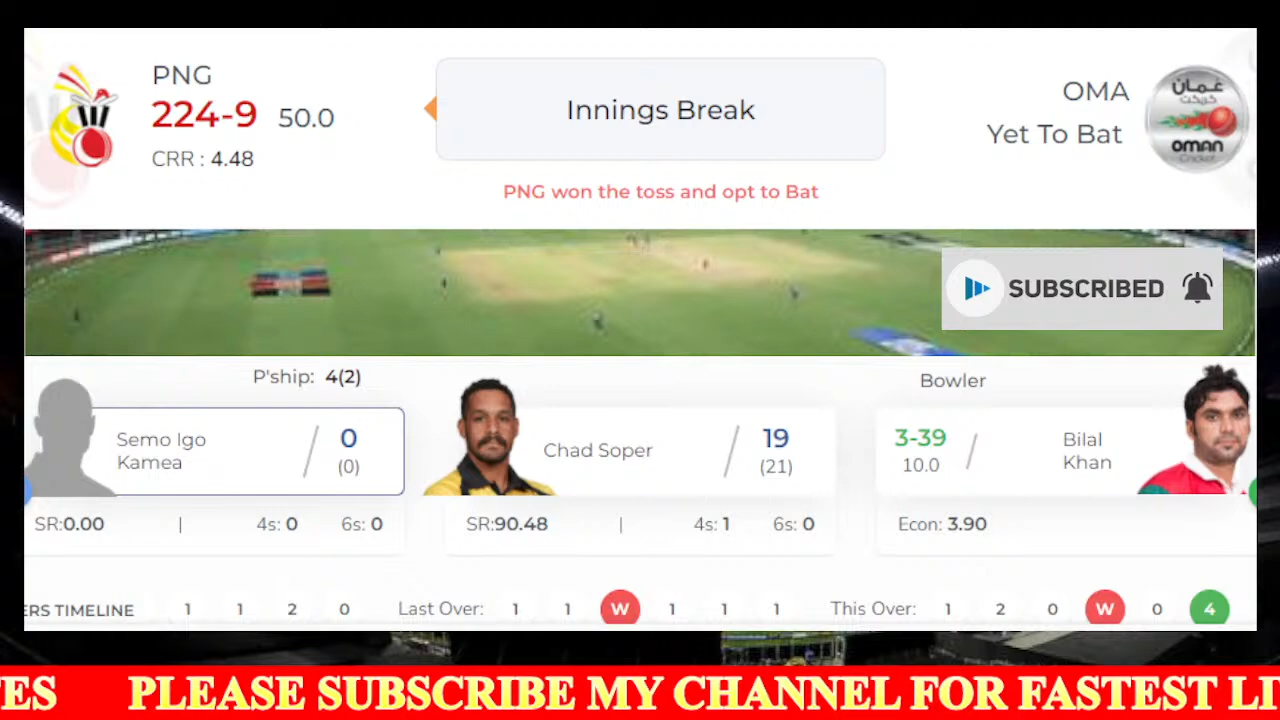 PNG
224-9 50.0
CRR : 4.48
Innings Break
PNG won the toss and opt to Bat
OMA
Yet To Bat
عمان
كريكت
OMAN
Cricket
SUBSCRIBED
P'ship: 4(2)
Semo Igo
Kamea
0
(0)
SR:0.00 | 4s: 0 6s: 0
Chad Soper
19
(21)
SR:90.48 | 4s: 1 6s: 0
Bowler
3-39
10.0
Bilal
Khan
Econ: 3.90
ERS TIMELINE 1 1 2 0 Last Over: 1 1 W 1 1 1 This Over: 1 2 0 W 0 4
TES PLEASE SUBSCRIBE MY CHANNEL FOR FASTEST LI